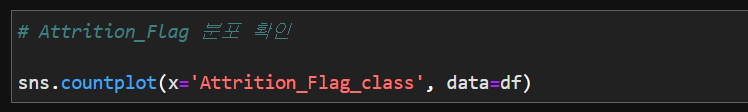 # Attrition_Flag 분포 확인
sns.countplot(x='Attrition_Flag_class', data=df)